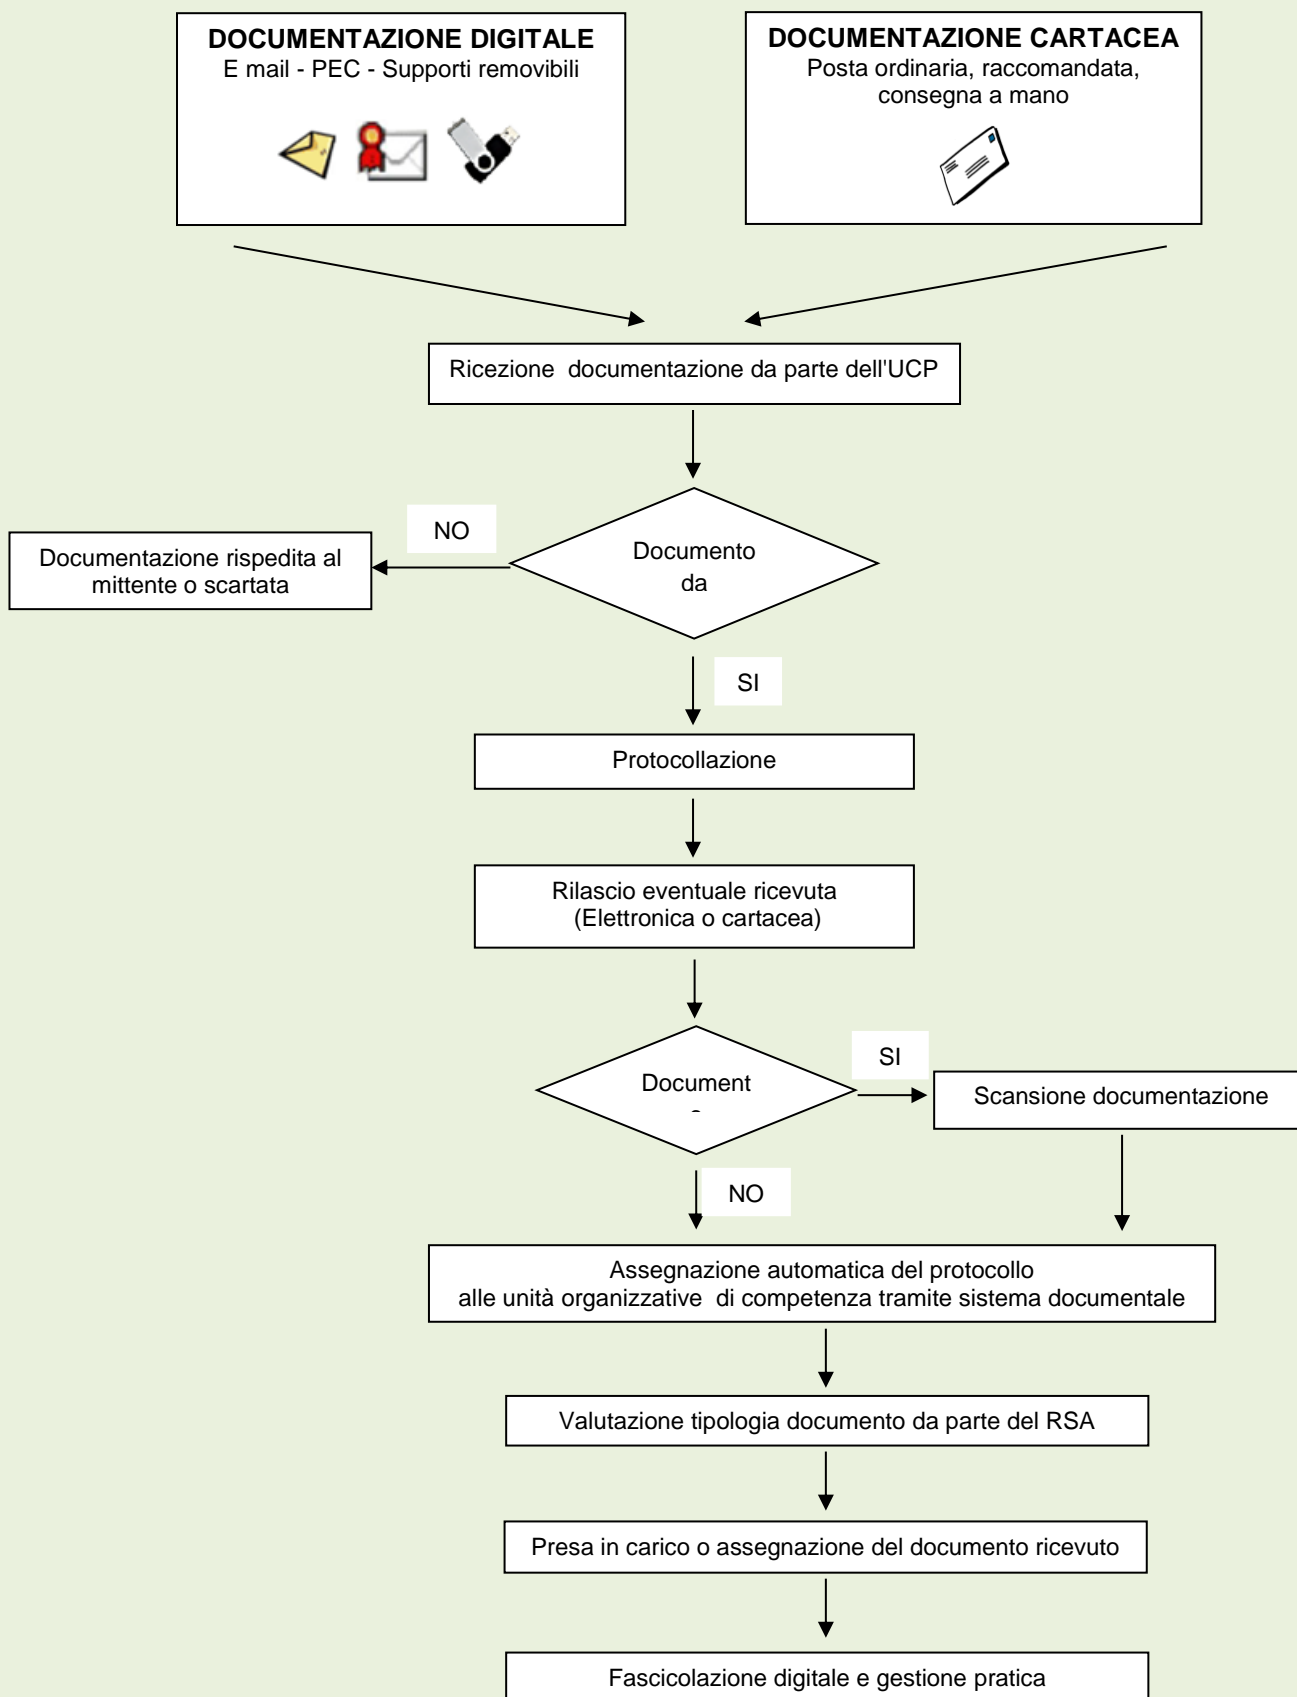 DOCUMENTAZIONE DIGITALE
E mail - PEC - Supporti removibili
DOCUMENTAZIONE CARTACEA
Posta ordinaria, raccomandata,
consegna a mano
Ricezione documentazione da parte dell'UCP
NO
Documentazione rispedita al
mittente o scartata
Documento
da
SI
Protocollazione
Rilascio eventuale ricevuta
(Elettronica o cartacea)
Document
SI
Scansione documentazione
NO
Assegnazione automatica del protocollo
alle unità organizzative di competenza tramite sistema documentale
Valutazione tipologia documento da parte del RSA
Presa in carico o assegnazione del documento ricevuto
Fascicolazione digitale e gestione pratica